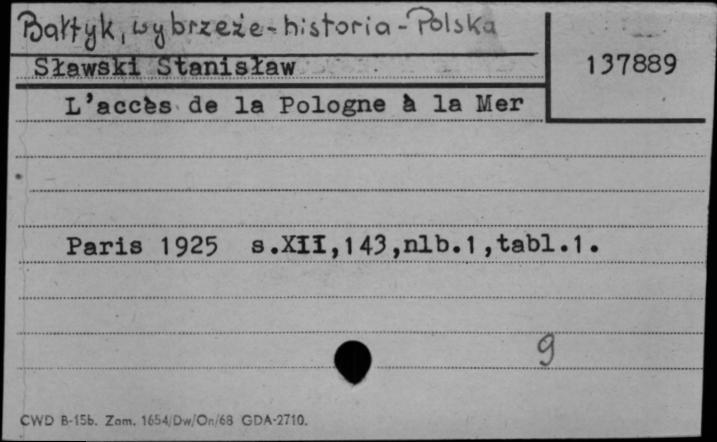 Bałtyk, wybrzeże - historia - Polska
Sławski Stanisław
137889
L'accès de la Pologne à la Mer
Paris 1925 s.XII,143,nlb.1,tabl.1.
9
CWD B-15b. Zam. 1654/Dw/On/68 GDA-2710.